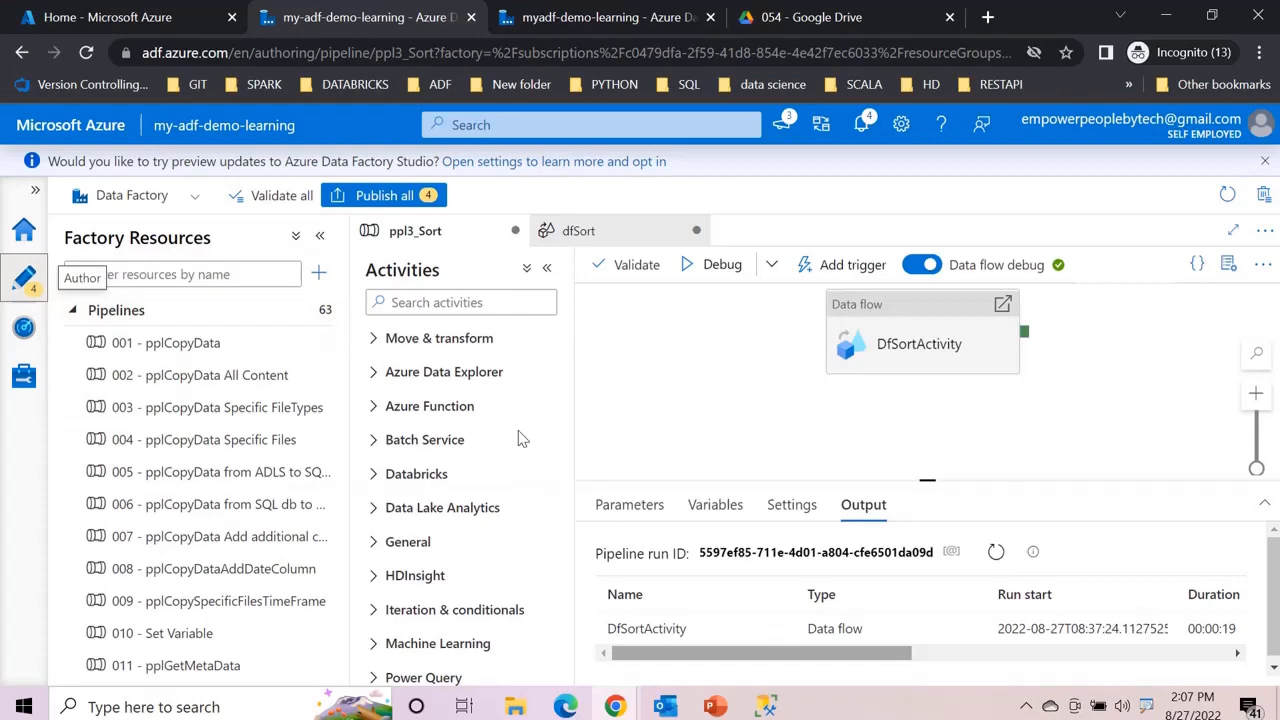 Home - Microsoft Azure
my-adf-demo-learning - Azure D
myadf-demo-learning - Azure Da
054 - Google Drive
adf.azure.com/en/authoring/pipeline/ppl3_Sort?factory=%2Fsubscriptions%2Fc0479dfa-2f59-41d8-854e-4e42f7ec6033%2FresourceGroups...
Incognito (13)
Version Controlling...
GIT
SPARK
DATABRICKS
ADF
New folder
PYTHON
SQL
data science
SCALA
HD
RESTAPI
»
Other bookmarks
Microsoft Azure
my-adf-demo-learning
Search
3
4
empowerpeoplebytech@gmail.com
SELF EMPLOYED
Would you like to try preview updates to Azure Data Factory Studio? Open settings to learn more and opt in
Data Factory
Validate all
Publish all 4
Factory Resources
ppl3_Sort
dfSort
4
Author
er resources by name
Activities
Search activities
Validate
Debug
Add trigger
Data flow debug
Pipelines 63
001 - pplCopyData
002 - pplCopyData All Content
003 - pplCopyData Specific FileTypes
004 - pplCopyData Specific Files
005 - pplCopyData from ADLS to SQ...
006 - pplCopyData from SQL db to ...
007 - pplCopyData Add additional c...
008 - pplCopyDataAddDateColumn
009 - pplCopySpecificFilesTimeFrame
010 - Set Variable
011 - pplGetMetaData
Move & transform
Azure Data Explorer
Azure Function
Batch Service
Databricks
Data Lake Analytics
General
HDInsight
Iteration & conditionals
Machine Learning
Power Query
Data flow
DfSortActivity
Parameters
Variables
Settings
Output
Pipeline run ID: 5597ef85-711e-4d01-a804-cfe6501da09d
Name
Type
Run start
Duration
DfSortActivity
Data flow
2022-08-27T08:37:24.1127525
00:00:19
Type here to search
2:07 PM
8/27/2022
41